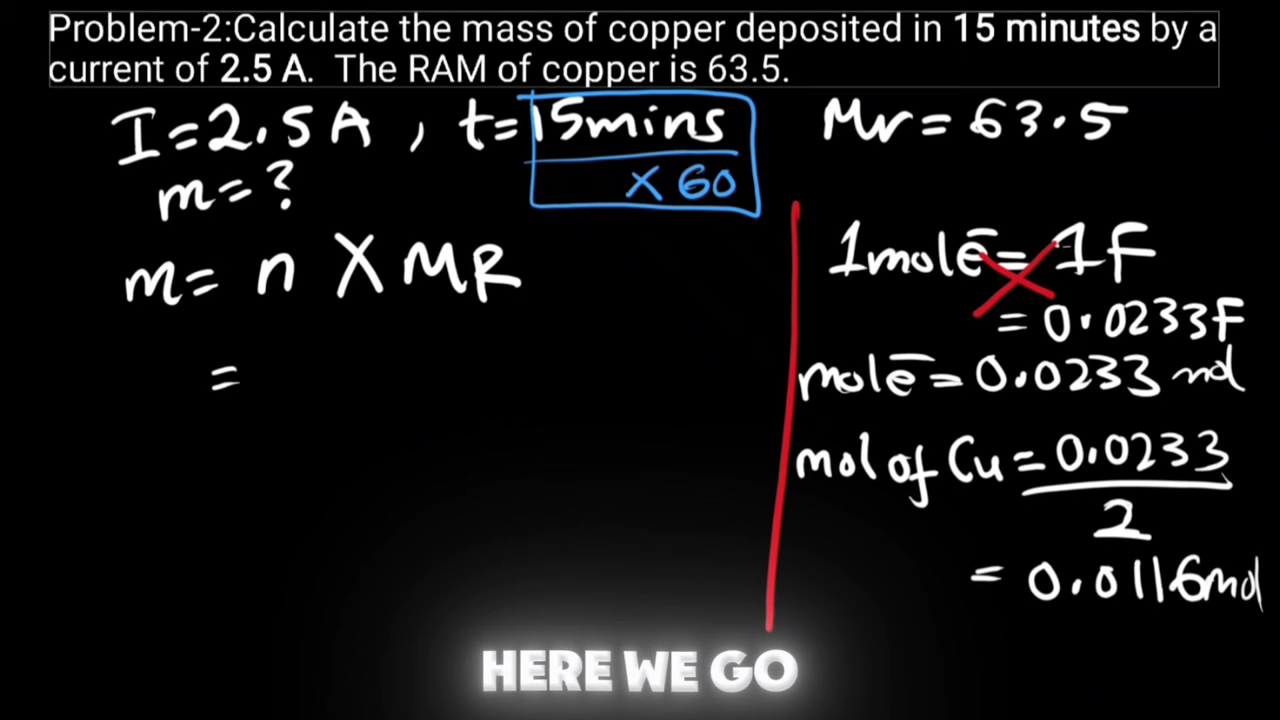 Problem-2:Calculate the mass of copper deposited in 15 minutes by a
current of 2.5 A. The RAM of copper is 63.5.
I=2.5A, t=15mins
× 60
m=?
m= n × MR
=
Mr=63.5
1mole̅= 1F
= 0.0233F
mole̅= 0.0233 mol
mol of Cu = 0.0233
2
= 0.0116mol
HERE WE GO